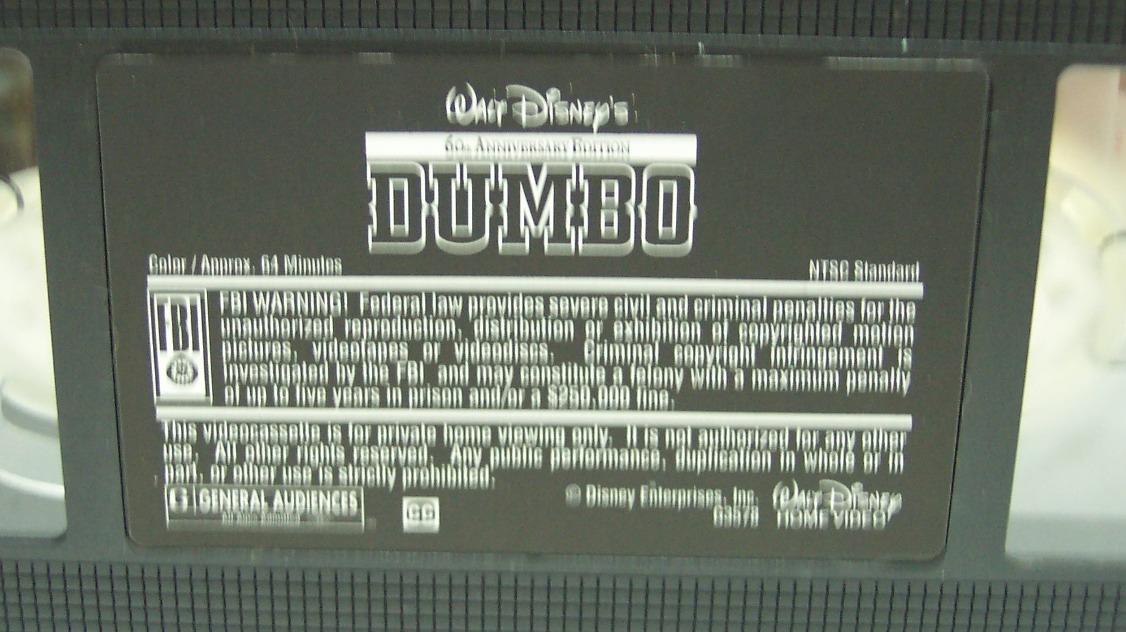 WALT DISNEY'S
60th ANNIVERSARY EDITION
DUMBO
Color / Approx. 64 Minutes
NTSC Standard
FBI
FBI WARNING! Federal law provides severe civil and criminal penalties for the
unauthorized reproduction, distribution or exhibition of copyrighted motion
pictures, videotapes or videodiscs. Criminal copyright infringement is
investigated by the FBI and may constitute a felony with a maximum penalty
of up to five years in prison and/or a $250,000 fine.
This videocassette is for private home viewing only. It is not authorized for any other
use. All other rights reserved. Any public performance, duplication in whole or in
part, or other use is strictly prohibited.
G GENERAL AUDIENCES
All Ages Admitted
CC
© Disney Enterprises, Inc.
WALT DISNEY
HOME VIDEO